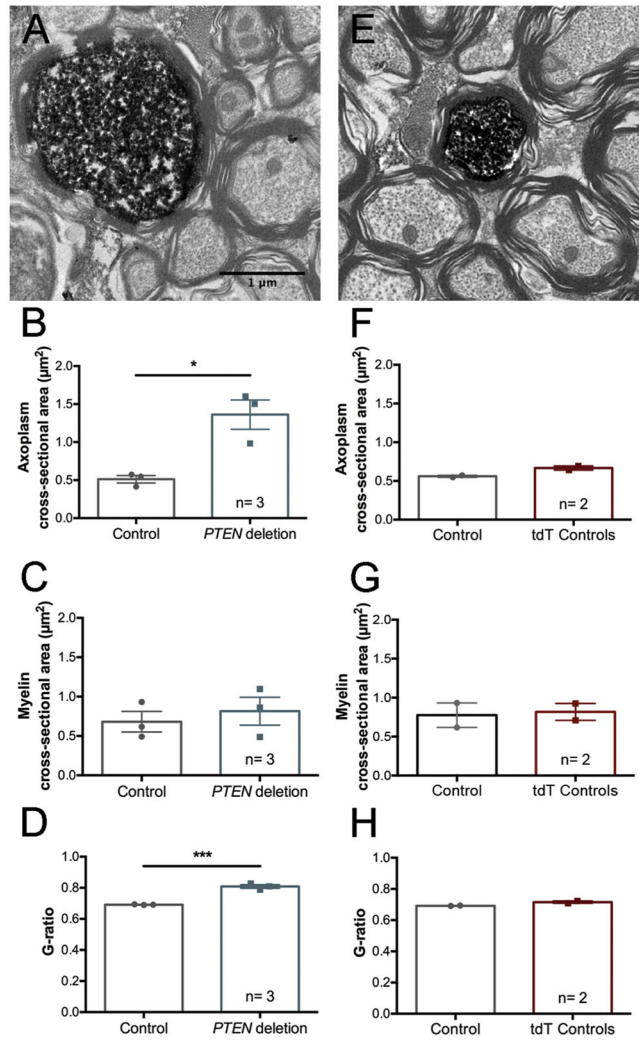 A
E
1 µm
B
F
Axoplasm
cross-sectional area (µm²)
2.0
1.5
1.0
0.5
0.0
*
n= 3
Control
PTEN deletion
Axoplasm
cross-sectional area (µm²)
2.0
1.5
1.0
0.5
0.0
n= 2
Control
tdT Controls
C
G
Myelin
cross-sectional area (µm²)
2.0
1.5
1.0
0.5
0.0
n= 3
Control
PTEN deletion
Myelin
cross-sectional area (µm²)
2.0
1.5
1.0
0.5
0.0
n= 2
Control
tdT Controls
D
H
G-ratio
1.0
0.8
0.6
0.4
0.2
0.0
***
n= 3
Control
PTEN deletion
G-ratio
1.0
0.8
0.6
0.4
0.2
0.0
n= 2
Control
tdT Controls